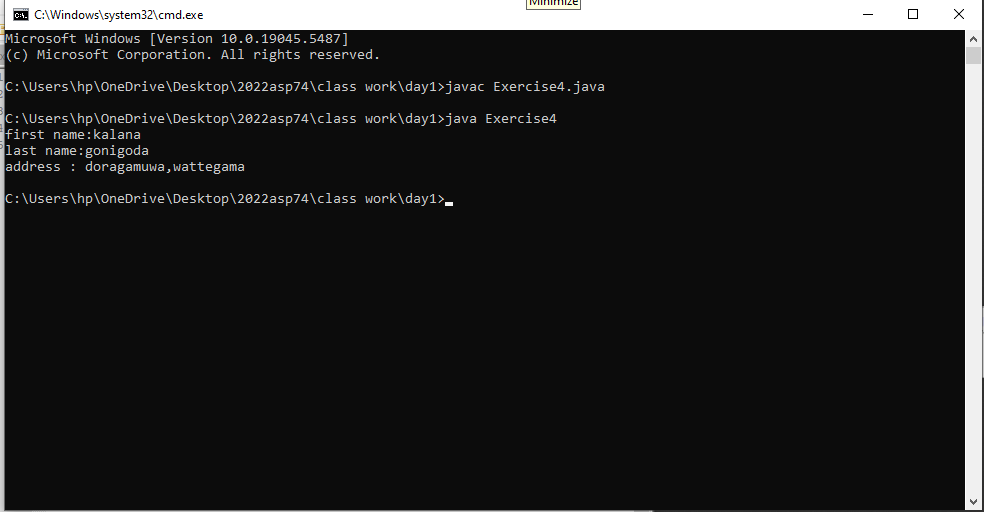 Minimize
C:\Windows\system32\cmd.exe
Microsoft Windows [Version 10.0.19045.5487]
(c) Microsoft Corporation. All rights reserved.
C:\Users\hp\OneDrive\Desktop\2022asp74\class work\day1>javac Exercise4.java
C:\Users\hp\OneDrive\Desktop\2022asp74\class work\day1>java Exercise4
first name:kalana
last name:gonigoda
address : doragamuwa,wattegama
C:\Users\hp\OneDrive\Desktop\2022asp74\class work\day1>